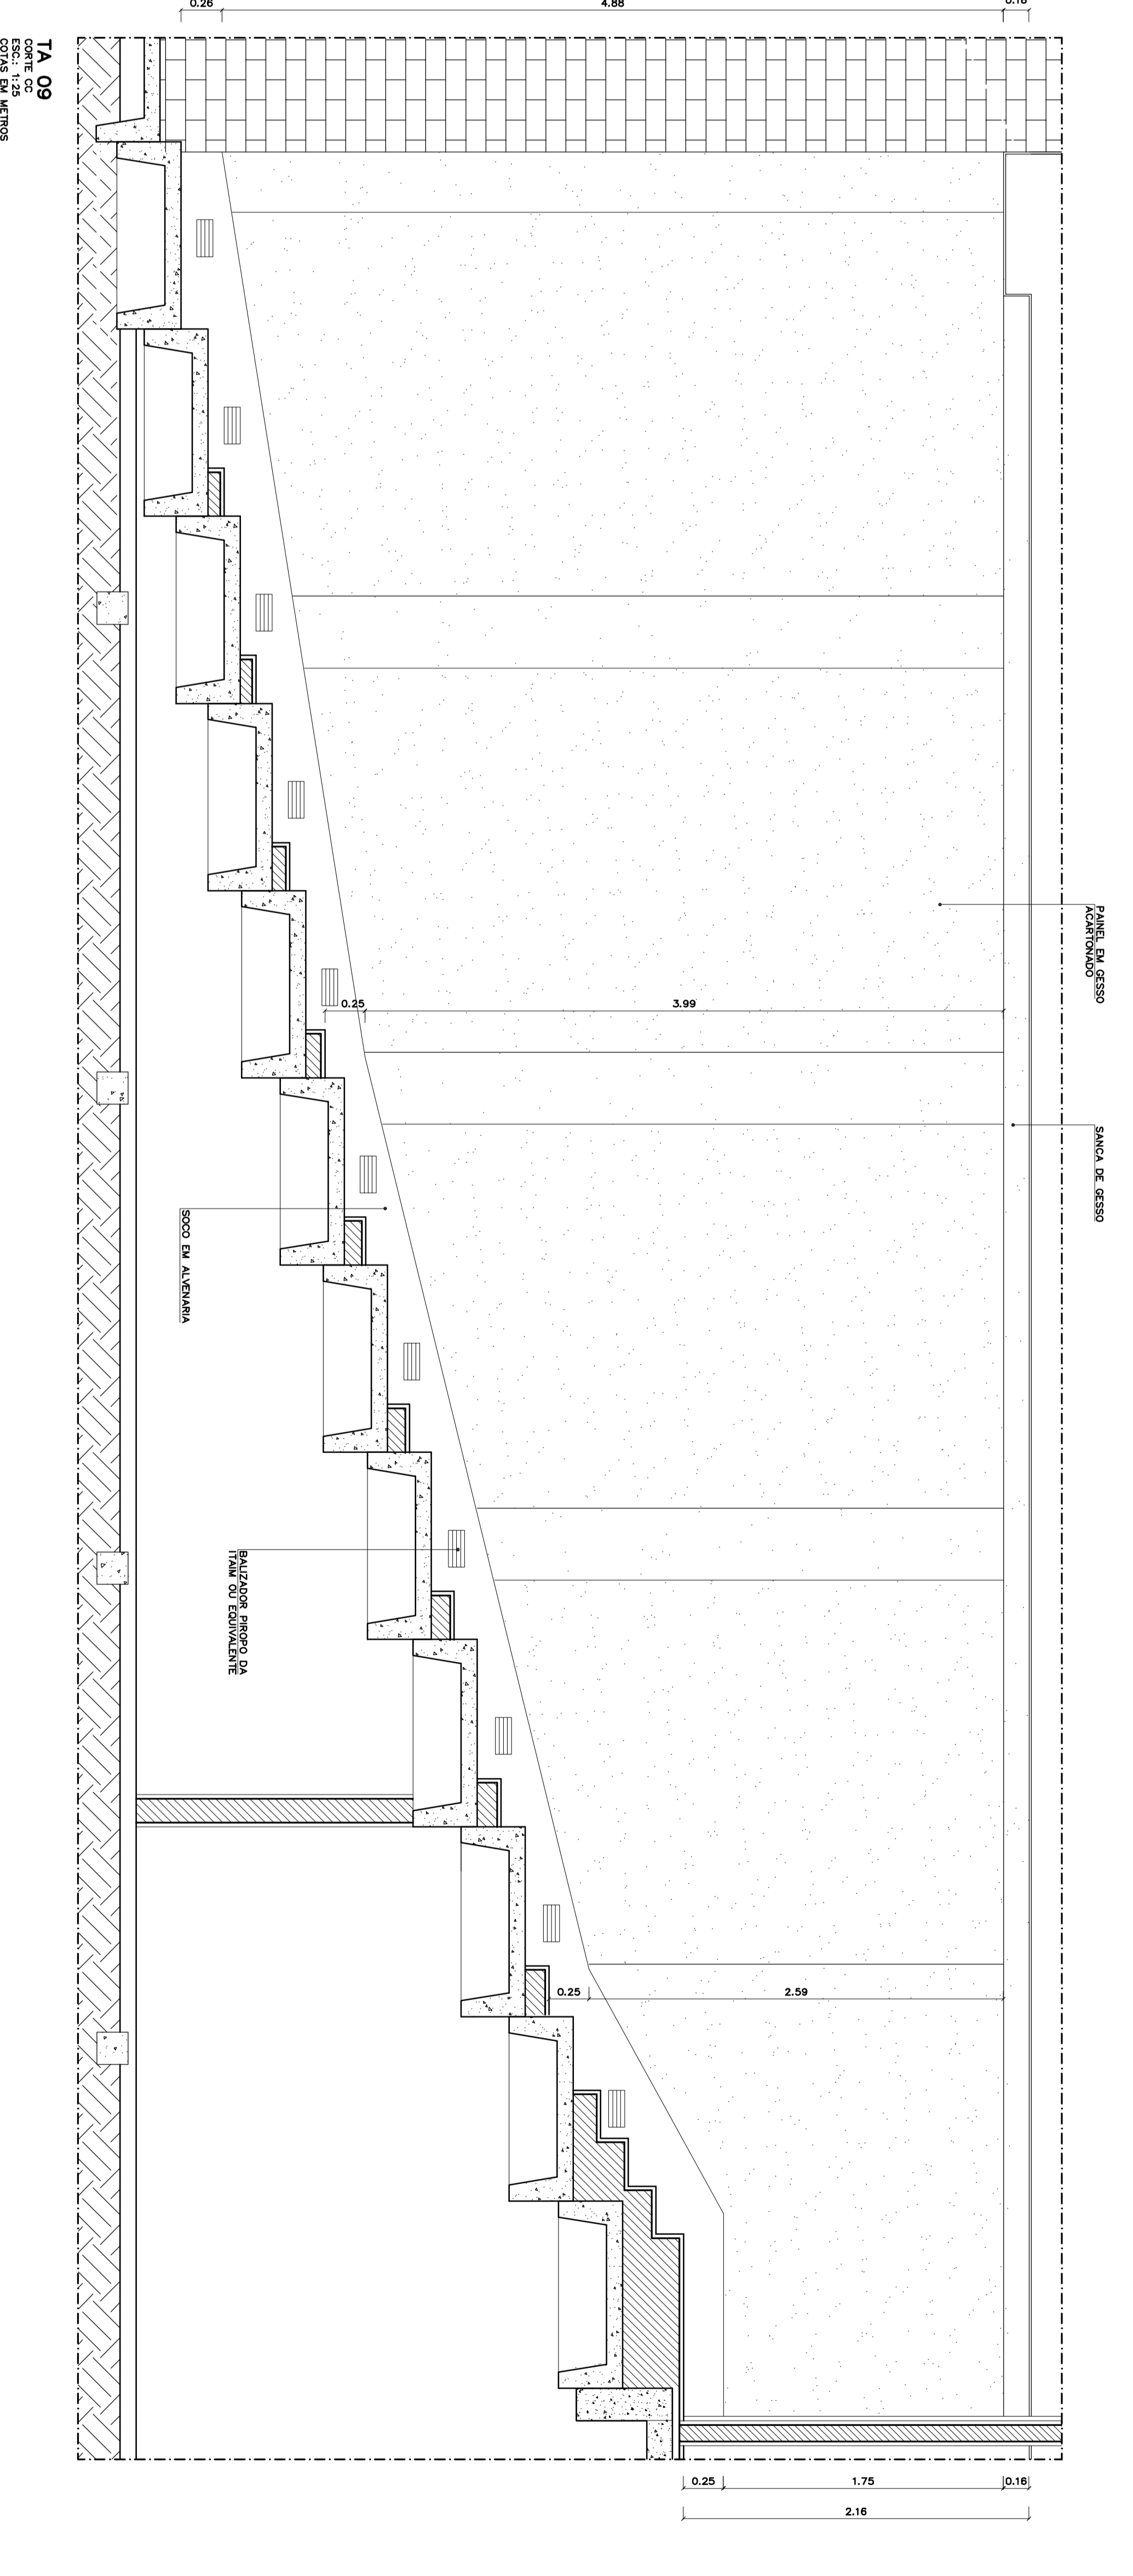 0.26
4.88
0.16
PAINEL EM GESSO
ACARTONADO
SANCA DE GESSO
0.25
3.99
SOCO EM ALVENARIA
BALIZADOR PIROPO DA
ITAIM OU EQUIVALENTE
0.25
2.59
0.25
1.75
0.16
2.16
TA 09
CORTE CC
ESC.: 1:25
COTAS EM METROS